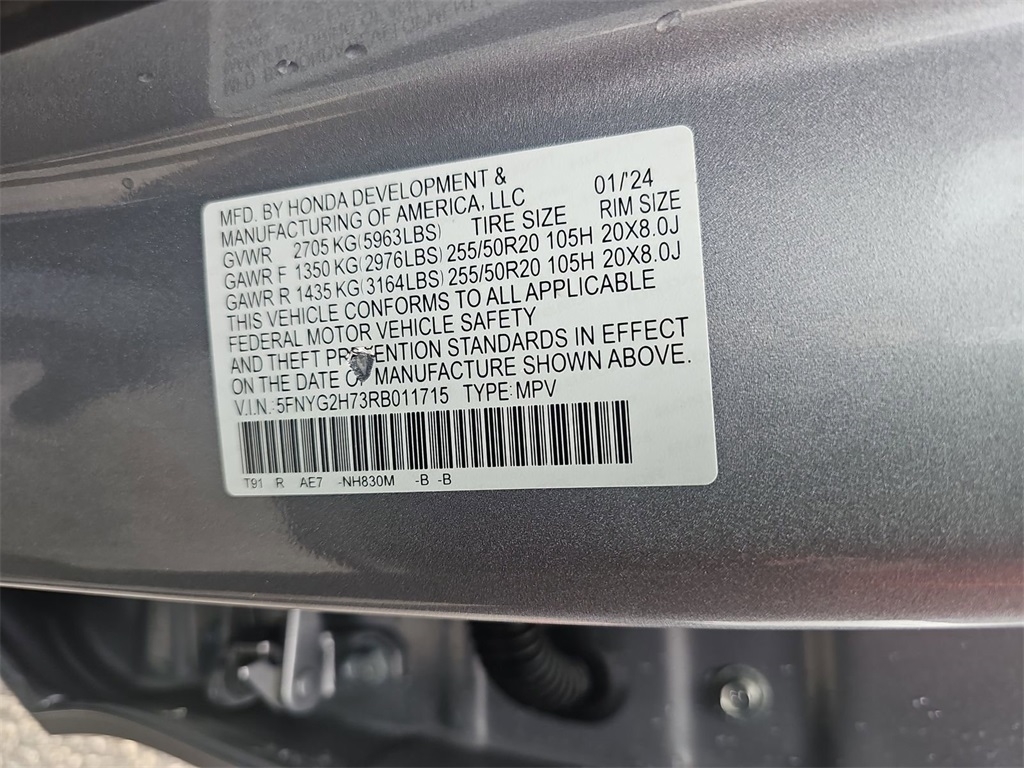 MFD. BY HONDA DEVELOPMENT & 01/'24
MANUFACTURING OF AMERICA, LLC
GVWR 2705 KG(5963LBS) TIRE SIZE RIM SIZE
GAWR F 1350 KG(2976LBS) 255/50R20 105H 20X8.0J
GAWR R 1435 KG(3164LBS) 255/50R20 105H 20X8.0J
THIS VEHICLE CONFORMS TO ALL APPLICABLE
FEDERAL MOTOR VEHICLE SAFETY
AND THEFT STANDARDS IN EFFECT
ON THE DATE MANUFACTURE SHOWN ABOVE.
V.I.N.: 5FNYG2H73RB011715 TYPE: MPV
T91 R AE7 -NH830M -B -B